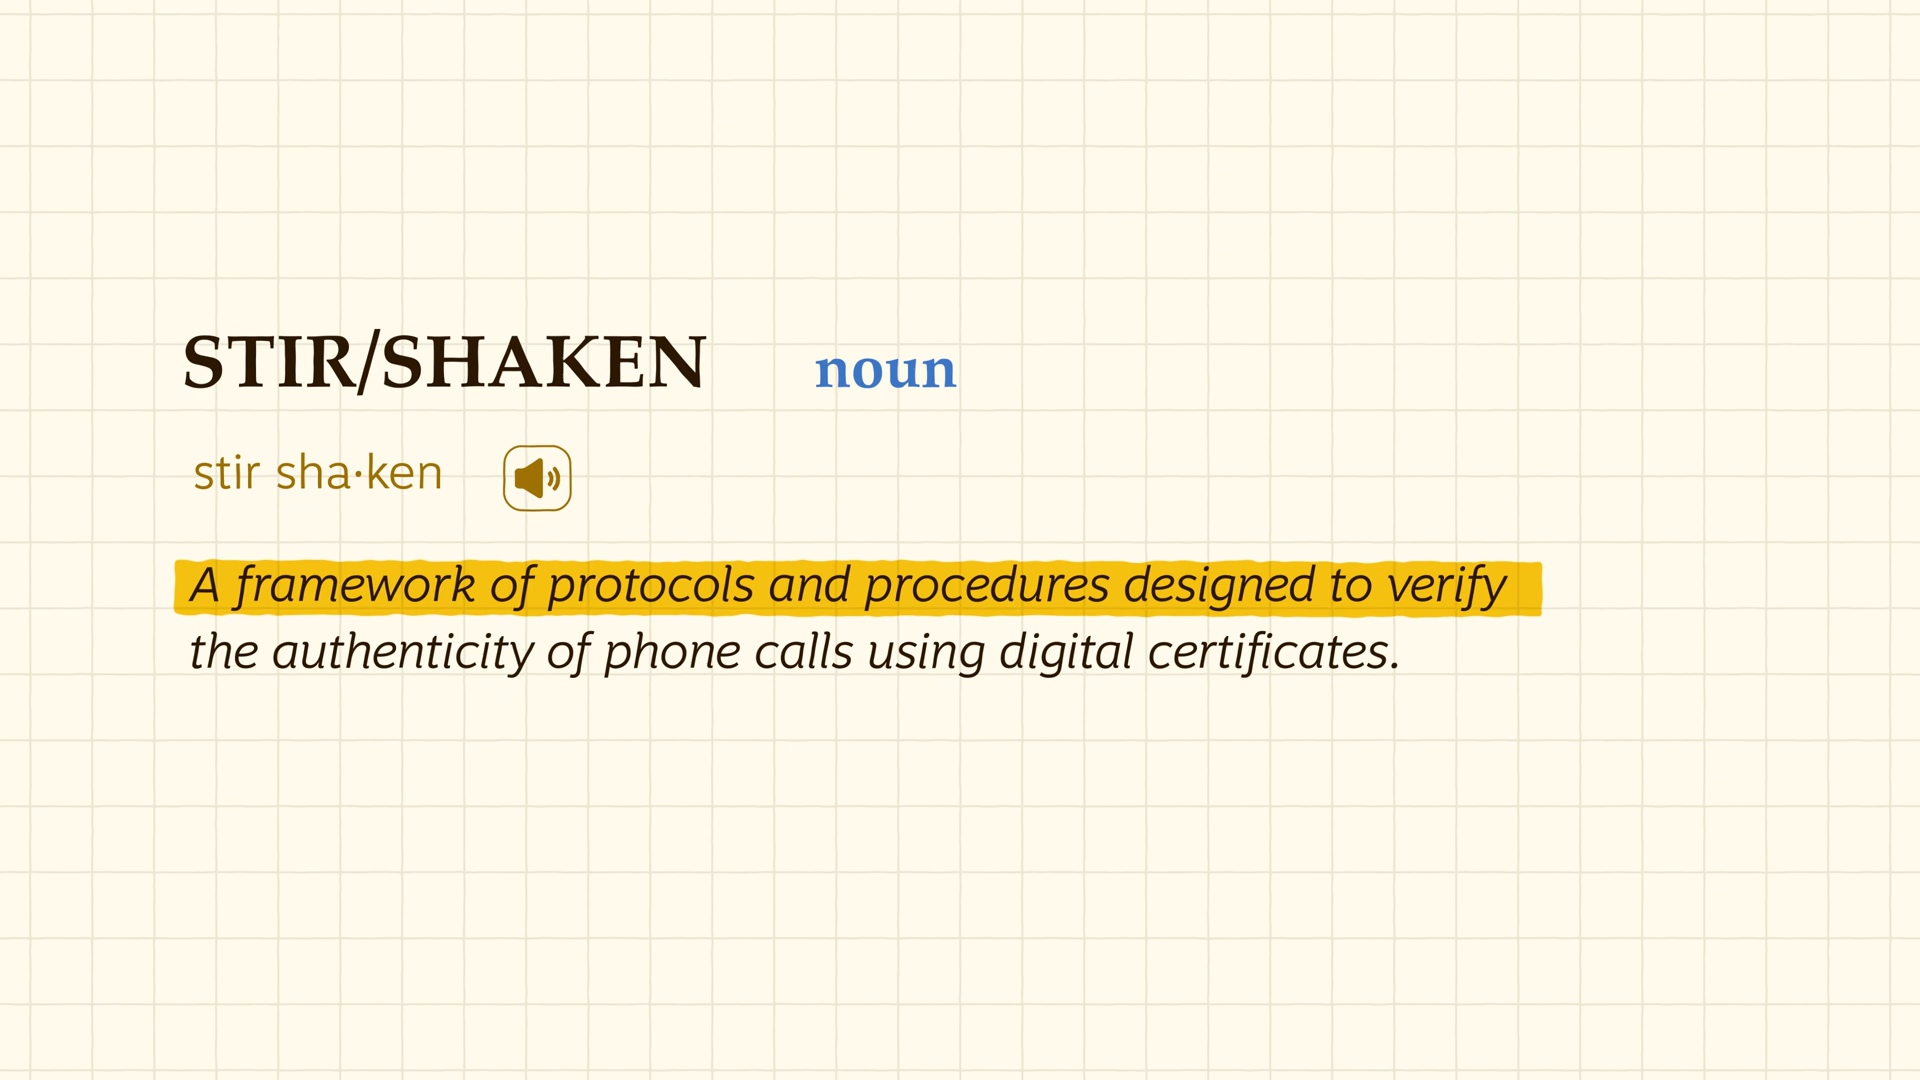 STIR/SHAKEN noun
stir sha·ken
A framework of protocols and procedures designed to verify
the authenticity of phone calls using digital certificates.